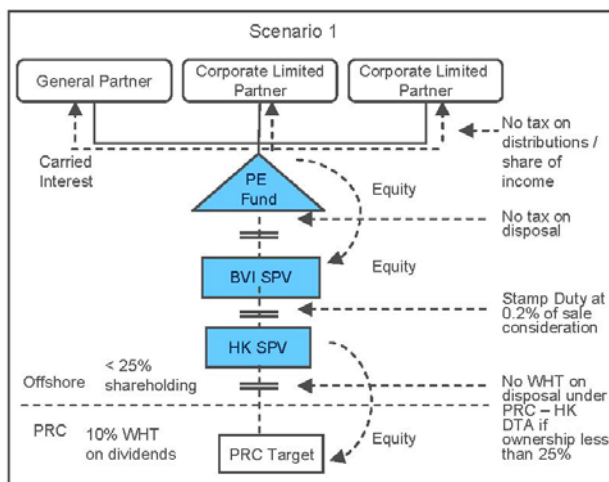 Scenario 1
General Partner
Corporate Limited
Partner
Corporate Limited
Partner
Carried
Interest
No tax on
distributions /
share of
income
PE
Fund
Equity
No tax on
disposal
Equity
BVI SPV
Stamp Duty at
0.2% of sale
consideration
HK SPV
Offshore
< 25%
shareholding
No WHT on
disposal under
PRC – HK
DTA if
ownership less
than 25%
PRC
10% WHT
on dividends
Equity
PRC Target